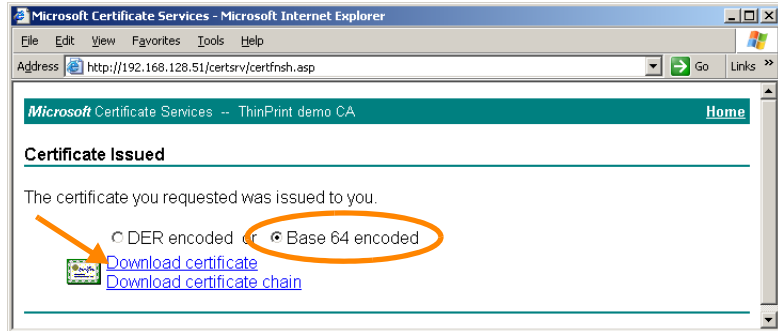 Microsoft Certificate Services - Microsoft Internet Explorer
File Edit View Favorites Tools Help
Address http://192.168.128.51/certsrv/certfnsh.asp Go Links »
Microsoft Certificate Services -- ThinPrint demo CA Home
Certificate Issued
The certificate you requested was issued to you.
DER encoded or Base 64 encoded
Download certificate
Download certificate chain